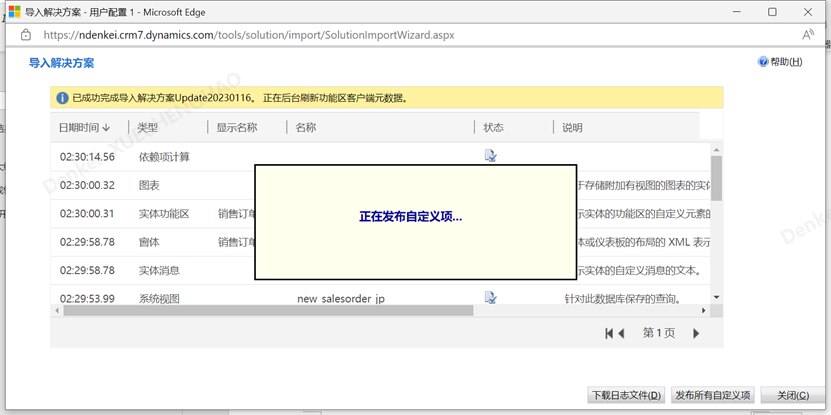 导入解决方案 - 用户配置 1 - Microsoft Edge
https://ndenkei.crm7.dynamics.com/tools/solution/import/SolutionImportWizard.aspx
导入解决方案
帮助(H)
已成功完成导入解决方案Update20230116。 正在后台刷新功能区客户端元数据。
日期时间 类型 显示名称 名称 状态 说明
02:30:14.56 依赖项计算
02:30:00.32 图表 于存储附加有视图的图表的实体
02:30:00.31 实体功能区 销售订单 示实体的功能区的自定义元素的
正在发布自定义项...
02:29:58.78 窗体 销售订单 体或仪表板的布局的 XML 表示
02:29:58.78 实体消息 示实体的自定义消息的文本。
02:29:53.99 系统视图 new_salesorder_jp 针对此数据库保存的查询。
第 1 页
下载日志文件(D) 发布所有自定义项 关闭(C)